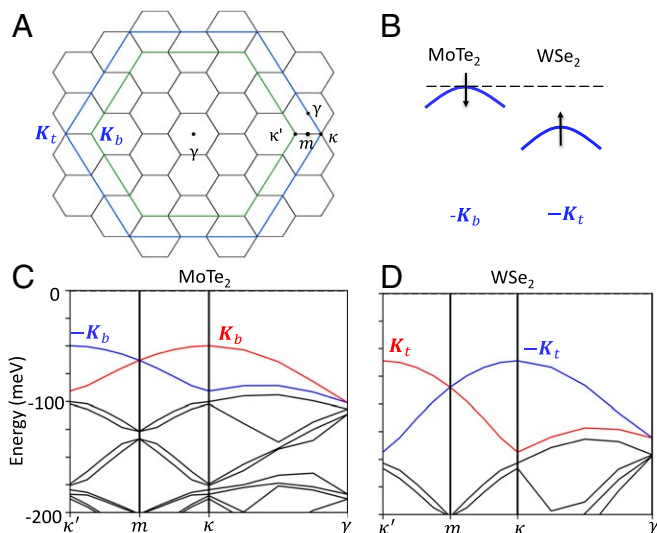 A
K_t
K_b
γ
κ'
m
κ
γ
B
MoTe₂
WSe₂
-K_b
−K_t
C
MoTe₂
Energy (meV)
0
-100
-200
−K_b
K_b
κ′
m
κ
γ
D
WSe₂
K_t
−K_t
κ′
m
κ
γ